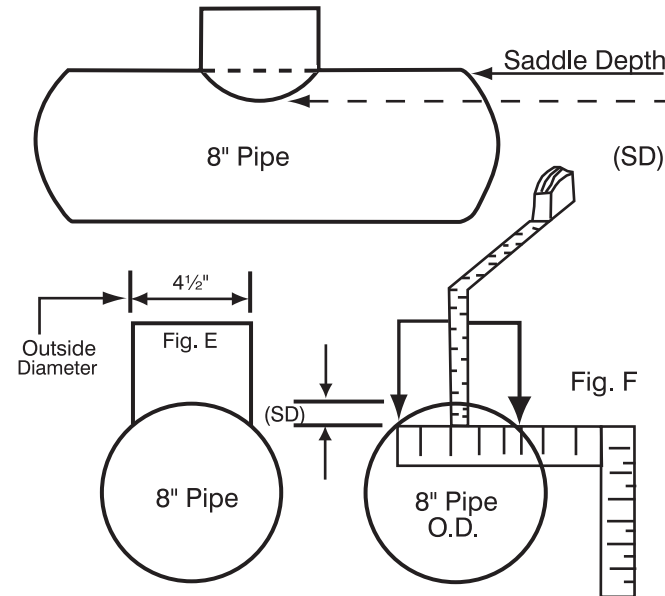 Saddle Depth
8" Pipe
(SD)
4½"
Outside
Diameter
Fig. E
(SD)
Fig. F
8" Pipe
8" Pipe
O.D.